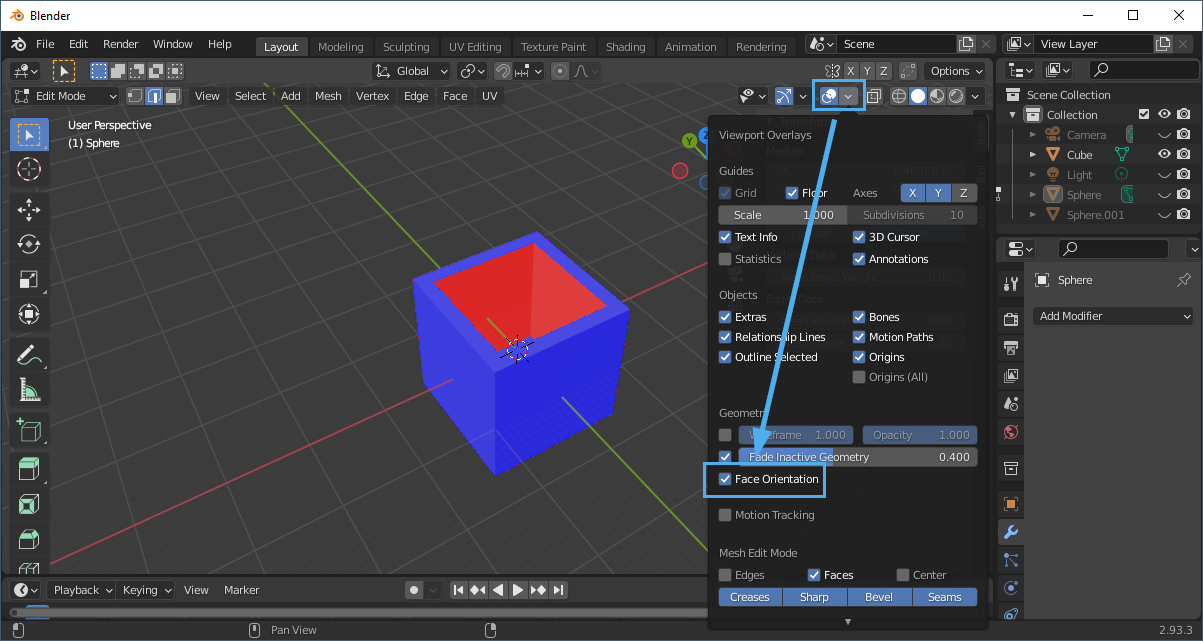 Blender
File Edit Render Window Help Layout Modeling Sculpting UV Editing Texture Paint Shading Animation Rendering Scene View Layer
Global X Y Z Options
Edit Mode View Select Add Mesh Vertex Edge Face UV
User Perspective
(1) Sphere
Y
Z
Viewport Overlays
Guides
Grid Floor Axes X Y Z
Scale 1.000 Subdivisions 10
Text Info 3D Cursor
Statistics Annotations
Objects
Extras Bones
Relationship Lines Motion Paths
Outline Selected Origins
Origins (All)
Geometry
Wireframe 1.000 Opacity 1.000
Fade Inactive Geometry 0.400
Face Orientation
Motion Tracking
Mesh Edit Mode
Edges Faces Center
Creases Sharp Bevel Seams
Scene Collection
Collection
Camera
Cube
Light
Sphere
Sphere.001
Sphere
Add Modifier
Playback Keying View Marker
Pan View
2.93.3